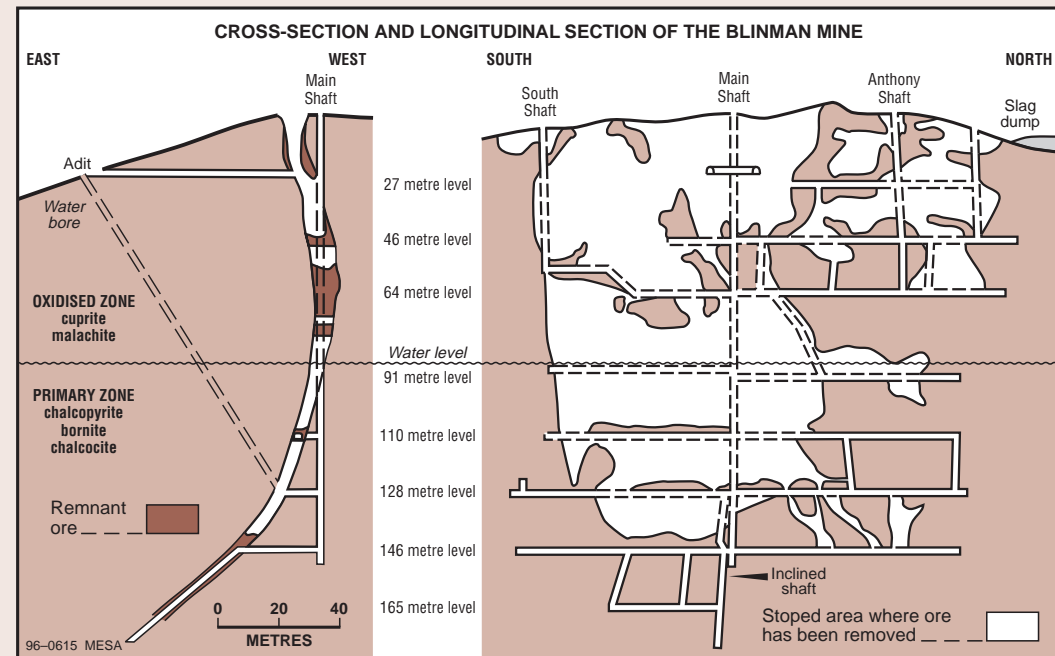 CROSS-SECTION AND LONGITUDINAL SECTION OF THE BLINMAN MINE
EAST
WEST
SOUTH
NORTH
Main
Shaft
South
Shaft
Main
Shaft
Anthony
Shaft
Slag
dump
Adit
Water
bore
27 metre level
46 metre level
64 metre level
Water level
91 metre level
110 metre level
128 metre level
146 metre level
165 metre level
OXIDISED ZONE
cuprite
malachite
PRIMARY ZONE
chalcopyrite
bornite
chalcocite
Remnant
ore
0 20 40
METRES
96–0615 MESA
Inclined
shaft
Stoped area where ore
has been removed